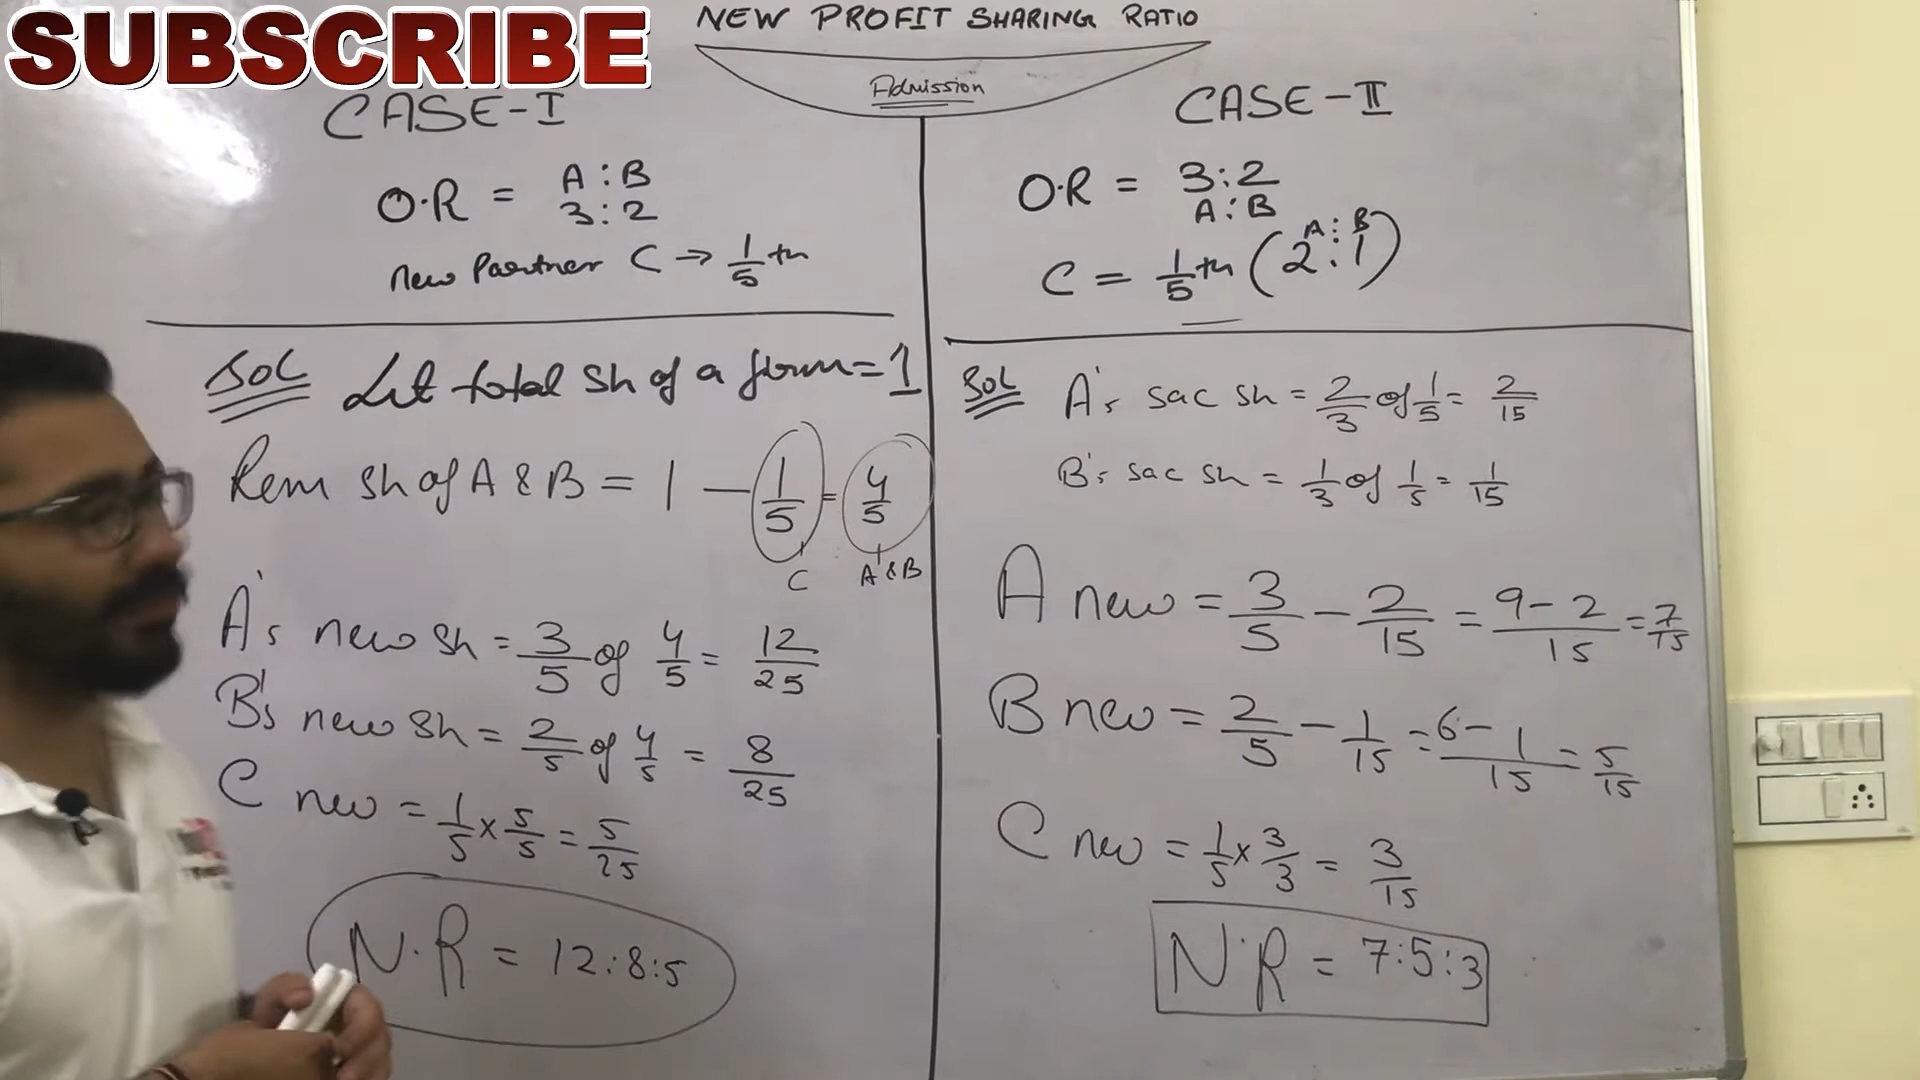 SUBSCRIBE
NEW PROFIT SHARING RATIO
Admission
CASE-I
O.R = A : B
3 : 2
New Partner C → 1/5 th
Sol Let total sh of a firm = 1
Rem sh of A & B = 1 - 1/5 = 4/5
C A & B
A's new sh = 3/5 of 4/5 = 12/25
B's new sh = 2/5 of 4/5 = 8/25
C new = 1/5 × 5/5 = 5/25
N.R = 12:8:5
CASE-II
O.R = 3:2
A : B
A : B
C = 1/5 th (2:1)
Sol A's sac sh = 2/3 of 1/5 = 2/15
B's sac sh = 1/3 of 1/5 = 1/15
A new = 3/5 - 2/15 = 9-2/15 = 7/15
B new = 2/5 - 1/15 = 6-1/15 = 5/15
C new = 1/5 × 3/3 = 3/15
N.R = 7:5:3